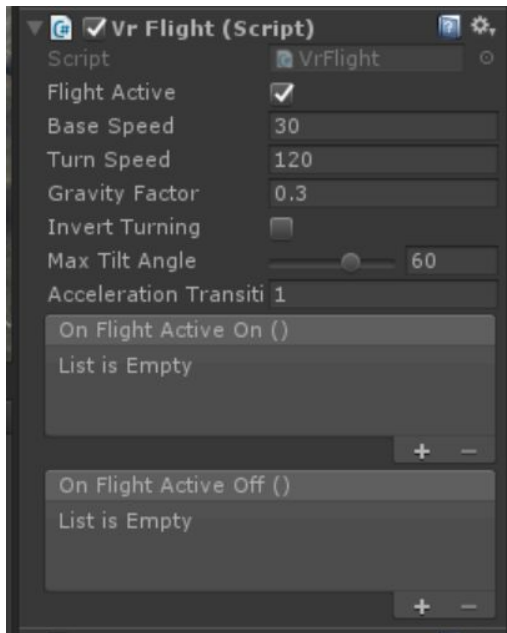 Vr Flight (Script)
Script VrFlight
Flight Active
Base Speed 30
Turn Speed 120
Gravity Factor 0.3
Invert Turning
Max Tilt Angle 60
Acceleration Transiti 1
On Flight Active On ()
List is Empty
+ −
On Flight Active Off ()
List is Empty
+ −